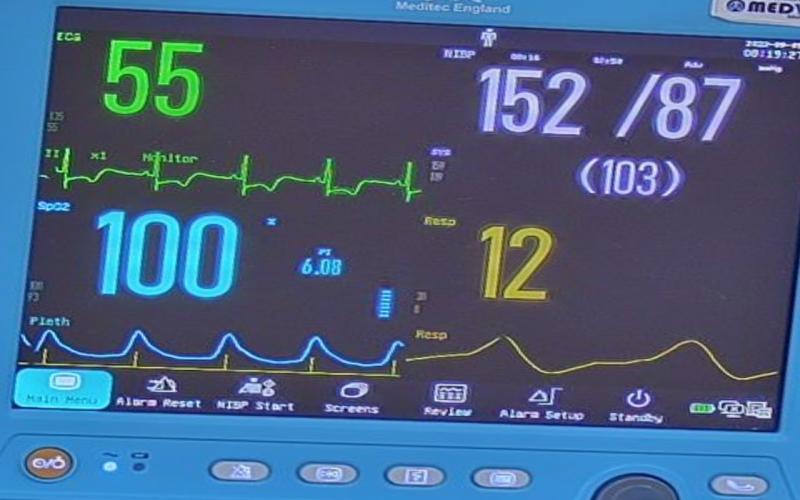 Meditec England
ECG
55
NIBP
152 /87
(103)
II x1 Monitor
SYS
SpO2
100
PI
6.08
Resp
12
Pleth
Resp
Main Menu
Alarm Reset
NIBP Start
Screens
Review
Alarm Setup
Standby